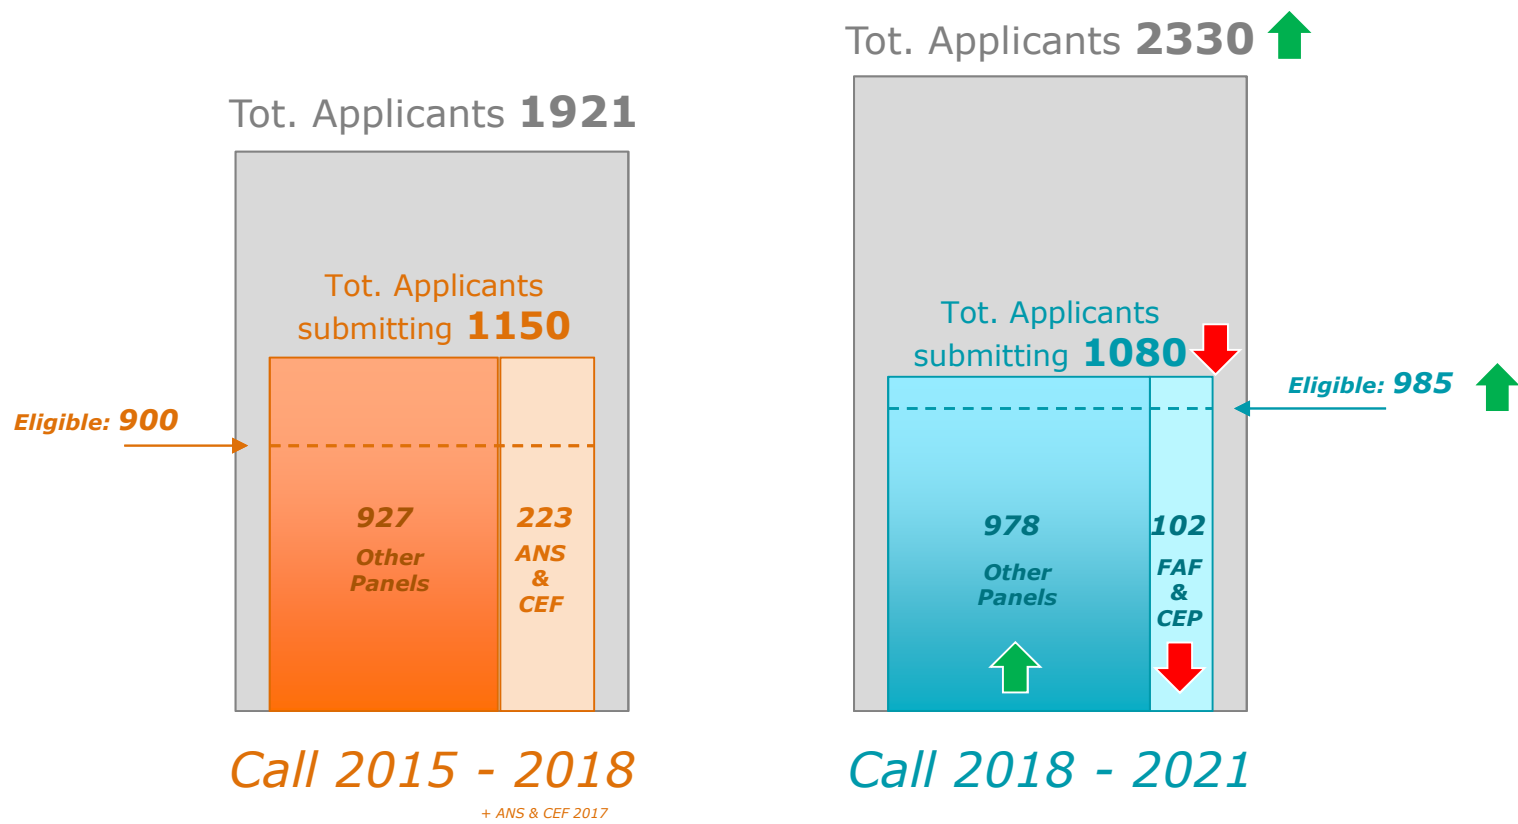 Tot. Applicants 1921
Tot. Applicants
submitting 1150
Eligible: 900
927
Other
Panels
223
ANS
&
CEF
Call 2015 - 2018
+ ANS & CEF 2017
Tot. Applicants 2330
Tot. Applicants
submitting 1080
Eligible: 985
978
Other
Panels
102
FAF
&
CEP
Call 2018 - 2021